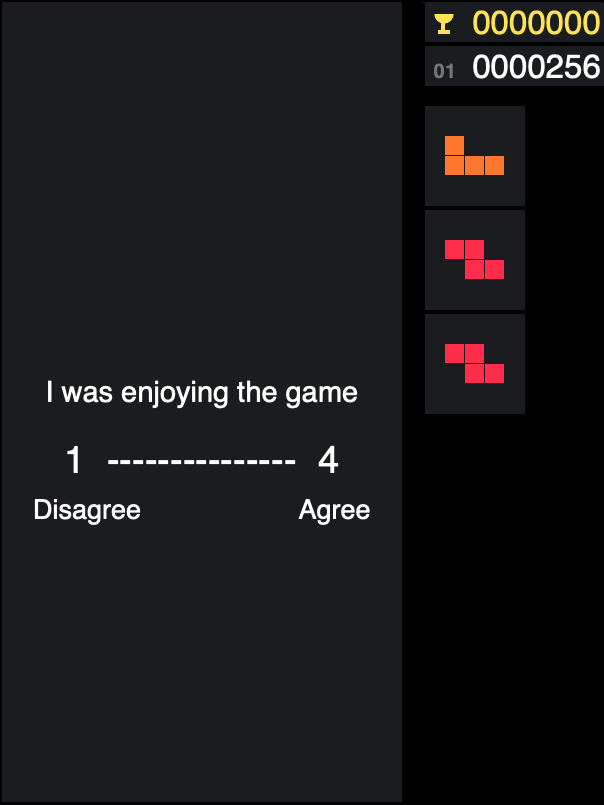 0000000
01 0000256
I was enjoying the game
1 --------------- 4
Disagree Agree